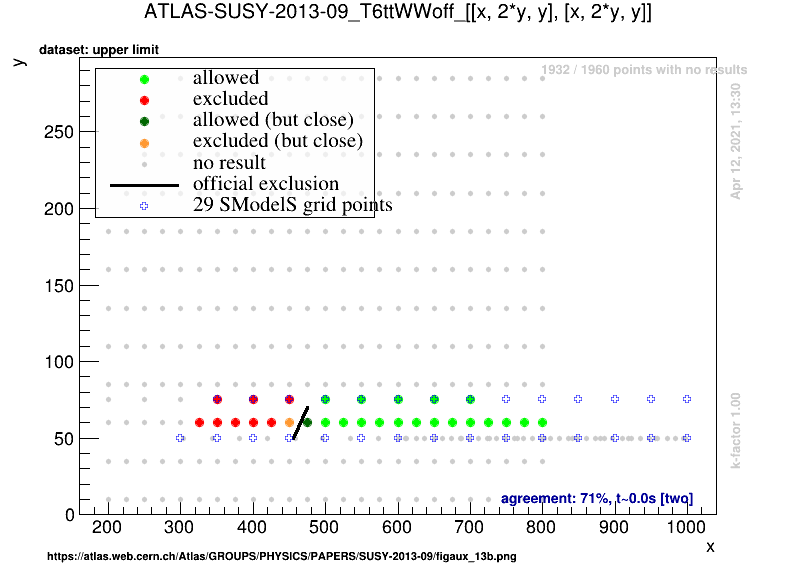 ATLAS-SUSY-2013-09_T6ttWWoff_[[x, 2*y, y], [x, 2*y, y]]
dataset: upper limit
y
1932 / 1960 points with no results
allowed
excluded
allowed (but close)
excluded (but close)
no result
official exclusion
29 SModelS grid points
Apr 12, 2021, 13:30
k-factor 1.00
250
200
150
100
50
0
agreement: 71%, t~0.0s [twq]
200 300 400 500 600 700 800 900 1000
x
https://atlas.web.cern.ch/Atlas/GROUPS/PHYSICS/PAPERS/SUSY-2013-09/figaux_13b.png